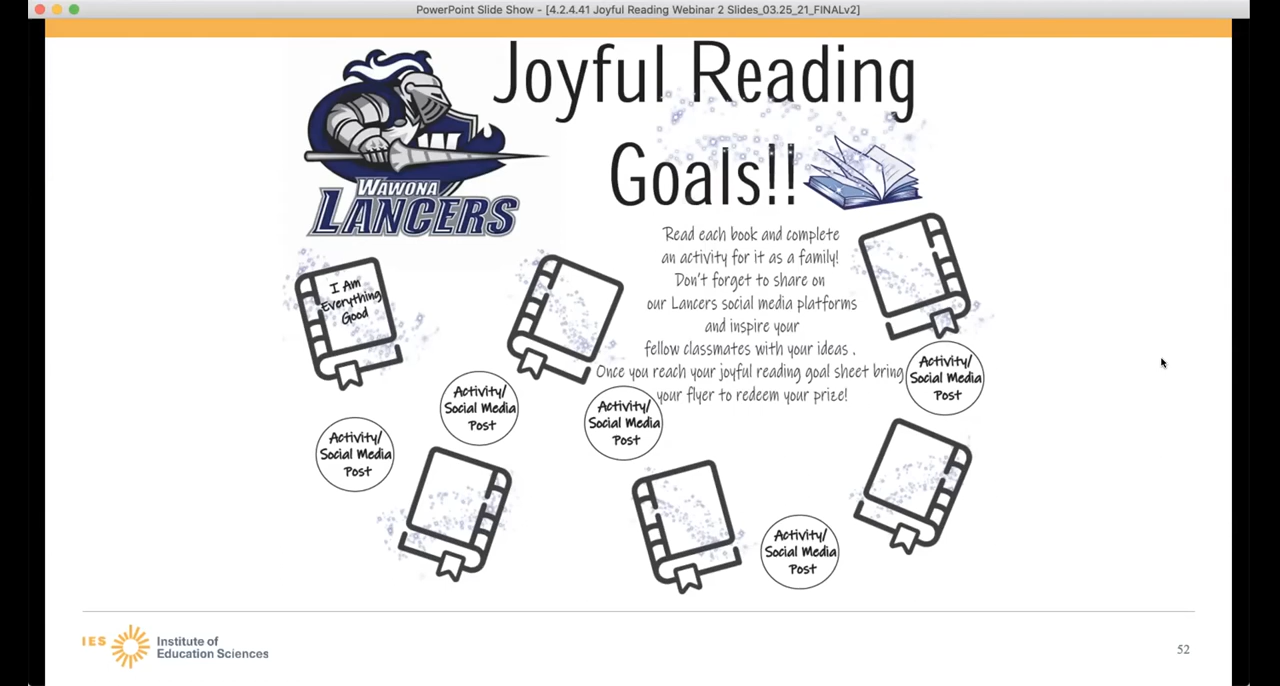 PowerPoint Slide Show - [4.2.4.41 Joyful Reading Webinar 2 Slides_03.25_21_FINALv2]
Joyful Reading
Goals!!
W
WAWONA
LANCERS
Read each book and complete
an activity for it as a family!
Don't forget to share on
our Lancers social media platforms
and inspire your
fellow classmates with your ideas .
Once you reach your joyful reading goal sheet bring
your flyer to redeem your prize!
I Am
Everything
Good
Activity/
Social Media
Post
Activity/
Social Media
Post
Activity/
Social Media
Post
Activity/
Social Media
Post
Activity/
Social Media
Post
IES
Institute of
Education Sciences
52